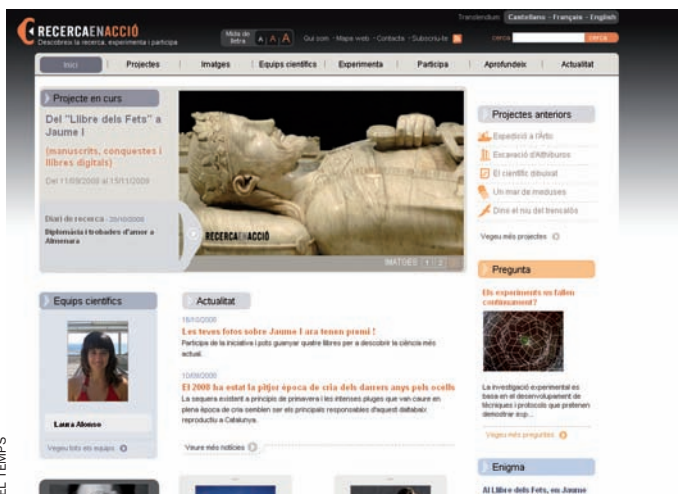 Translendum: Castellano - Français - English
RECERCAENACCIÓ
Descobreix la recerca, experimenta i participa
Mida de lletra A A A
Qui som - Mapa web - Contacta - Subscriu-te
cerca
cerca
Inici | Projectes | Imatges | Equips científics | Experimenta | Participa | Aprofundeix | Actualitat
Projecte en curs
Del "Llibre dels Fets" a
Jaume I
(manuscrits, conquestes i
llibres digitals)
Del 11/09/2008 al 15/11/2008
Diari de recerca - 20/10/2008
Diplomàcia i trobades d'amor a
Almenara
RECERCAENACCIÓ
IMATGES 1 2
Projectes anteriors
Expedició a l'Àrtic
Excavació d'Althiburos
El científic dibuixat
Un mar de meduses
Dins el niu del trencalòs
Vegeu més projectes
Pregunta
Els experiments us fallen
contínuament?
La investigació experimental es
basa en el desenvolupament de
tècniques i protocols que pretenen
demostrar esp...
Vegeu més preguntes
Enigma
Al Llibre dels Fets, en Jaume
Equips científics
Laura Alonso
Vegeu tots els equips
Actualitat
16/10/2008
Les teves fotos sobre Jaume I ara tenen premi !
Participa de la iniciativa i pots guanyar quatre llibres per a descobrir la ciència més
actual.
10/09/2008
El 2008 ha estat la pitjor època de cria dels darrers anys pels ocells
La sequera existent a principis de primavera i les intenses pluges que van caure en
plena època de cria semblen ser els principals responsables d'aquest daltabaix
reproductiu a Catalunya.
Veure més notícies
EL TEMPS